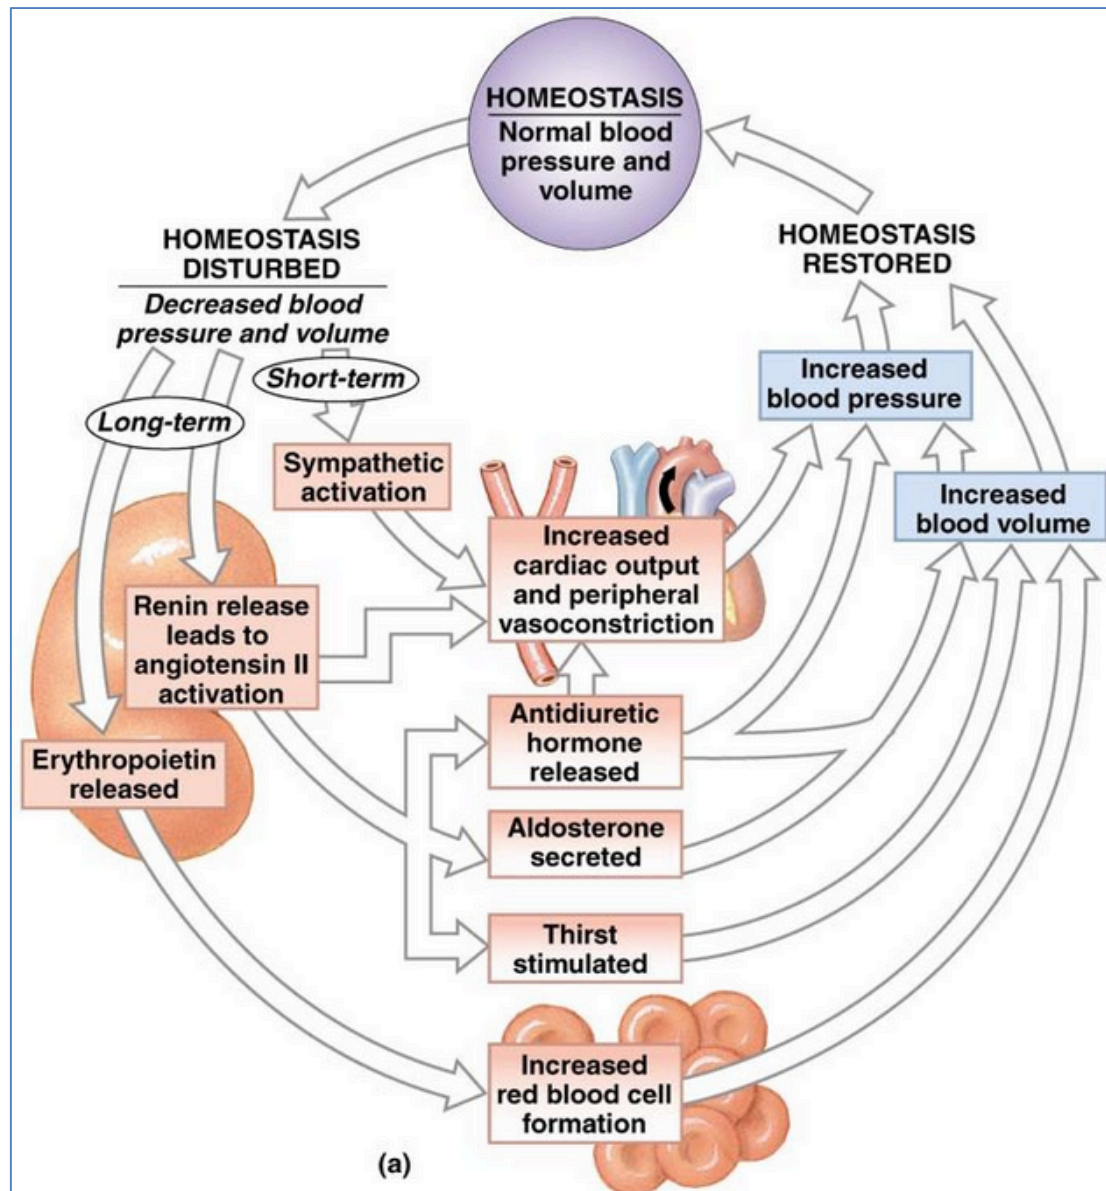 HOMEOSTASIS
Normal blood
pressure and
volume
HOMEOSTASIS
DISTURBED
Decreased blood
pressure and volume
HOMEOSTASIS
RESTORED
Short-term
Long-term
Increased
blood pressure
Sympathetic
activation
Increased
blood volume
Increased
cardiac output
and peripheral
vasoconstriction
Renin release
leads to
angiotensin II
activation
Antidiuretic
hormone
released
Erythropoietin
released
Aldosterone
secreted
Thirst
stimulated
Increased
red blood cell
formation
(a)